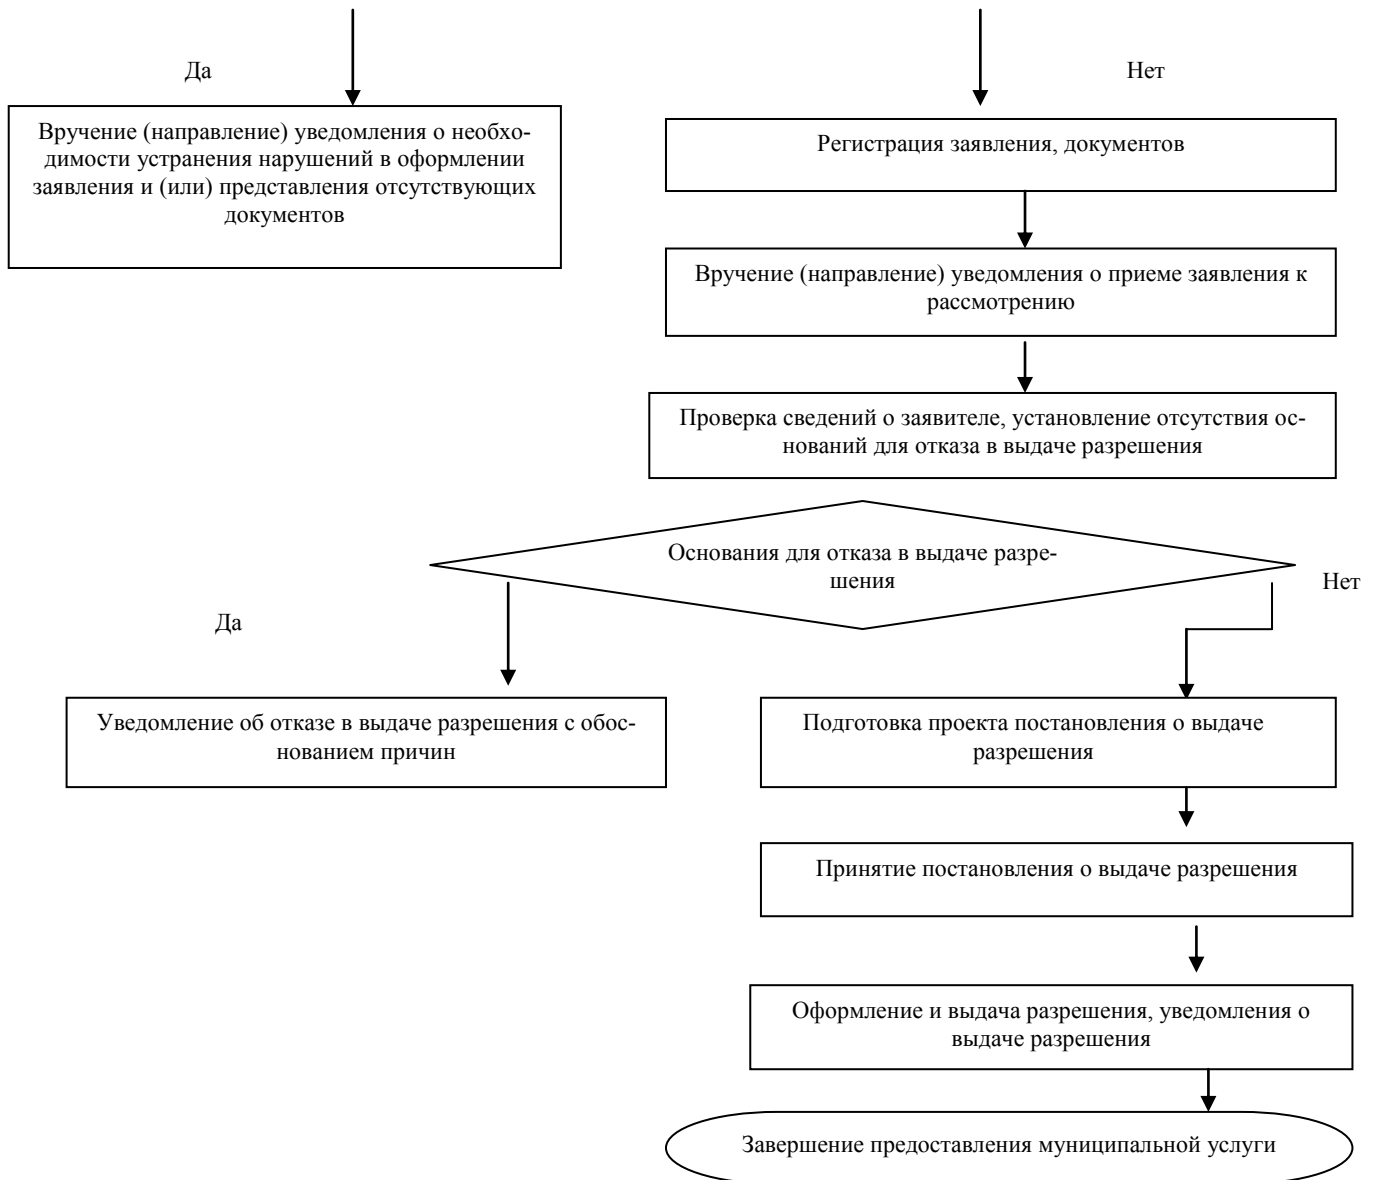 Да
Нет
Вручение (направление) уведомления о необхо-
димости устранения нарушений в оформлении
заявления и (или) представления отсутствующих
документов
Регистрация заявления, документов
Вручение (направление) уведомления о приеме заявления к
рассмотрению
Проверка сведений о заявителе, установление отсутствия ос-
нований для отказа в выдаче разрешения
Основания для отказа в выдаче разре-
шения
Нет
Да
Уведомление об отказе в выдаче разрешения с обос-
нованием причин
Подготовка проекта постановления о выдаче
разрешения
Принятие постановления о выдаче разрешения
Оформление и выдача разрешения, уведомления о
выдаче разрешения
Завершение предоставления муниципальной услуги